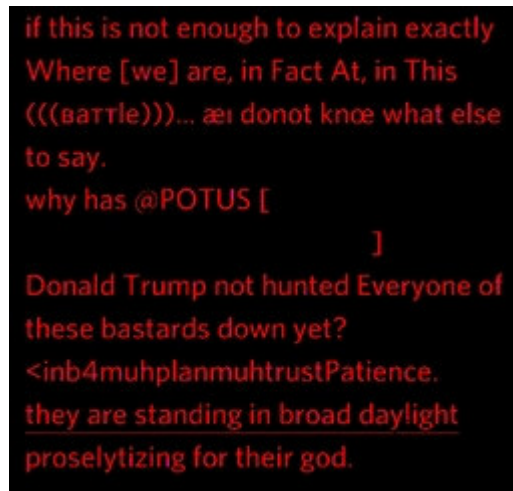 if this is not enough to explain exactly
Where [we] are, in Fact At, in This
(((ʙaττle)))... æı donot knœ what else
to say.
why has @POTUS [
]
Donald Trump not hunted Everyone of
these bastards down yet?
<inb4muhplanmuhtrustPatience.
they are standing in broad daylight
proselytizing for their god.